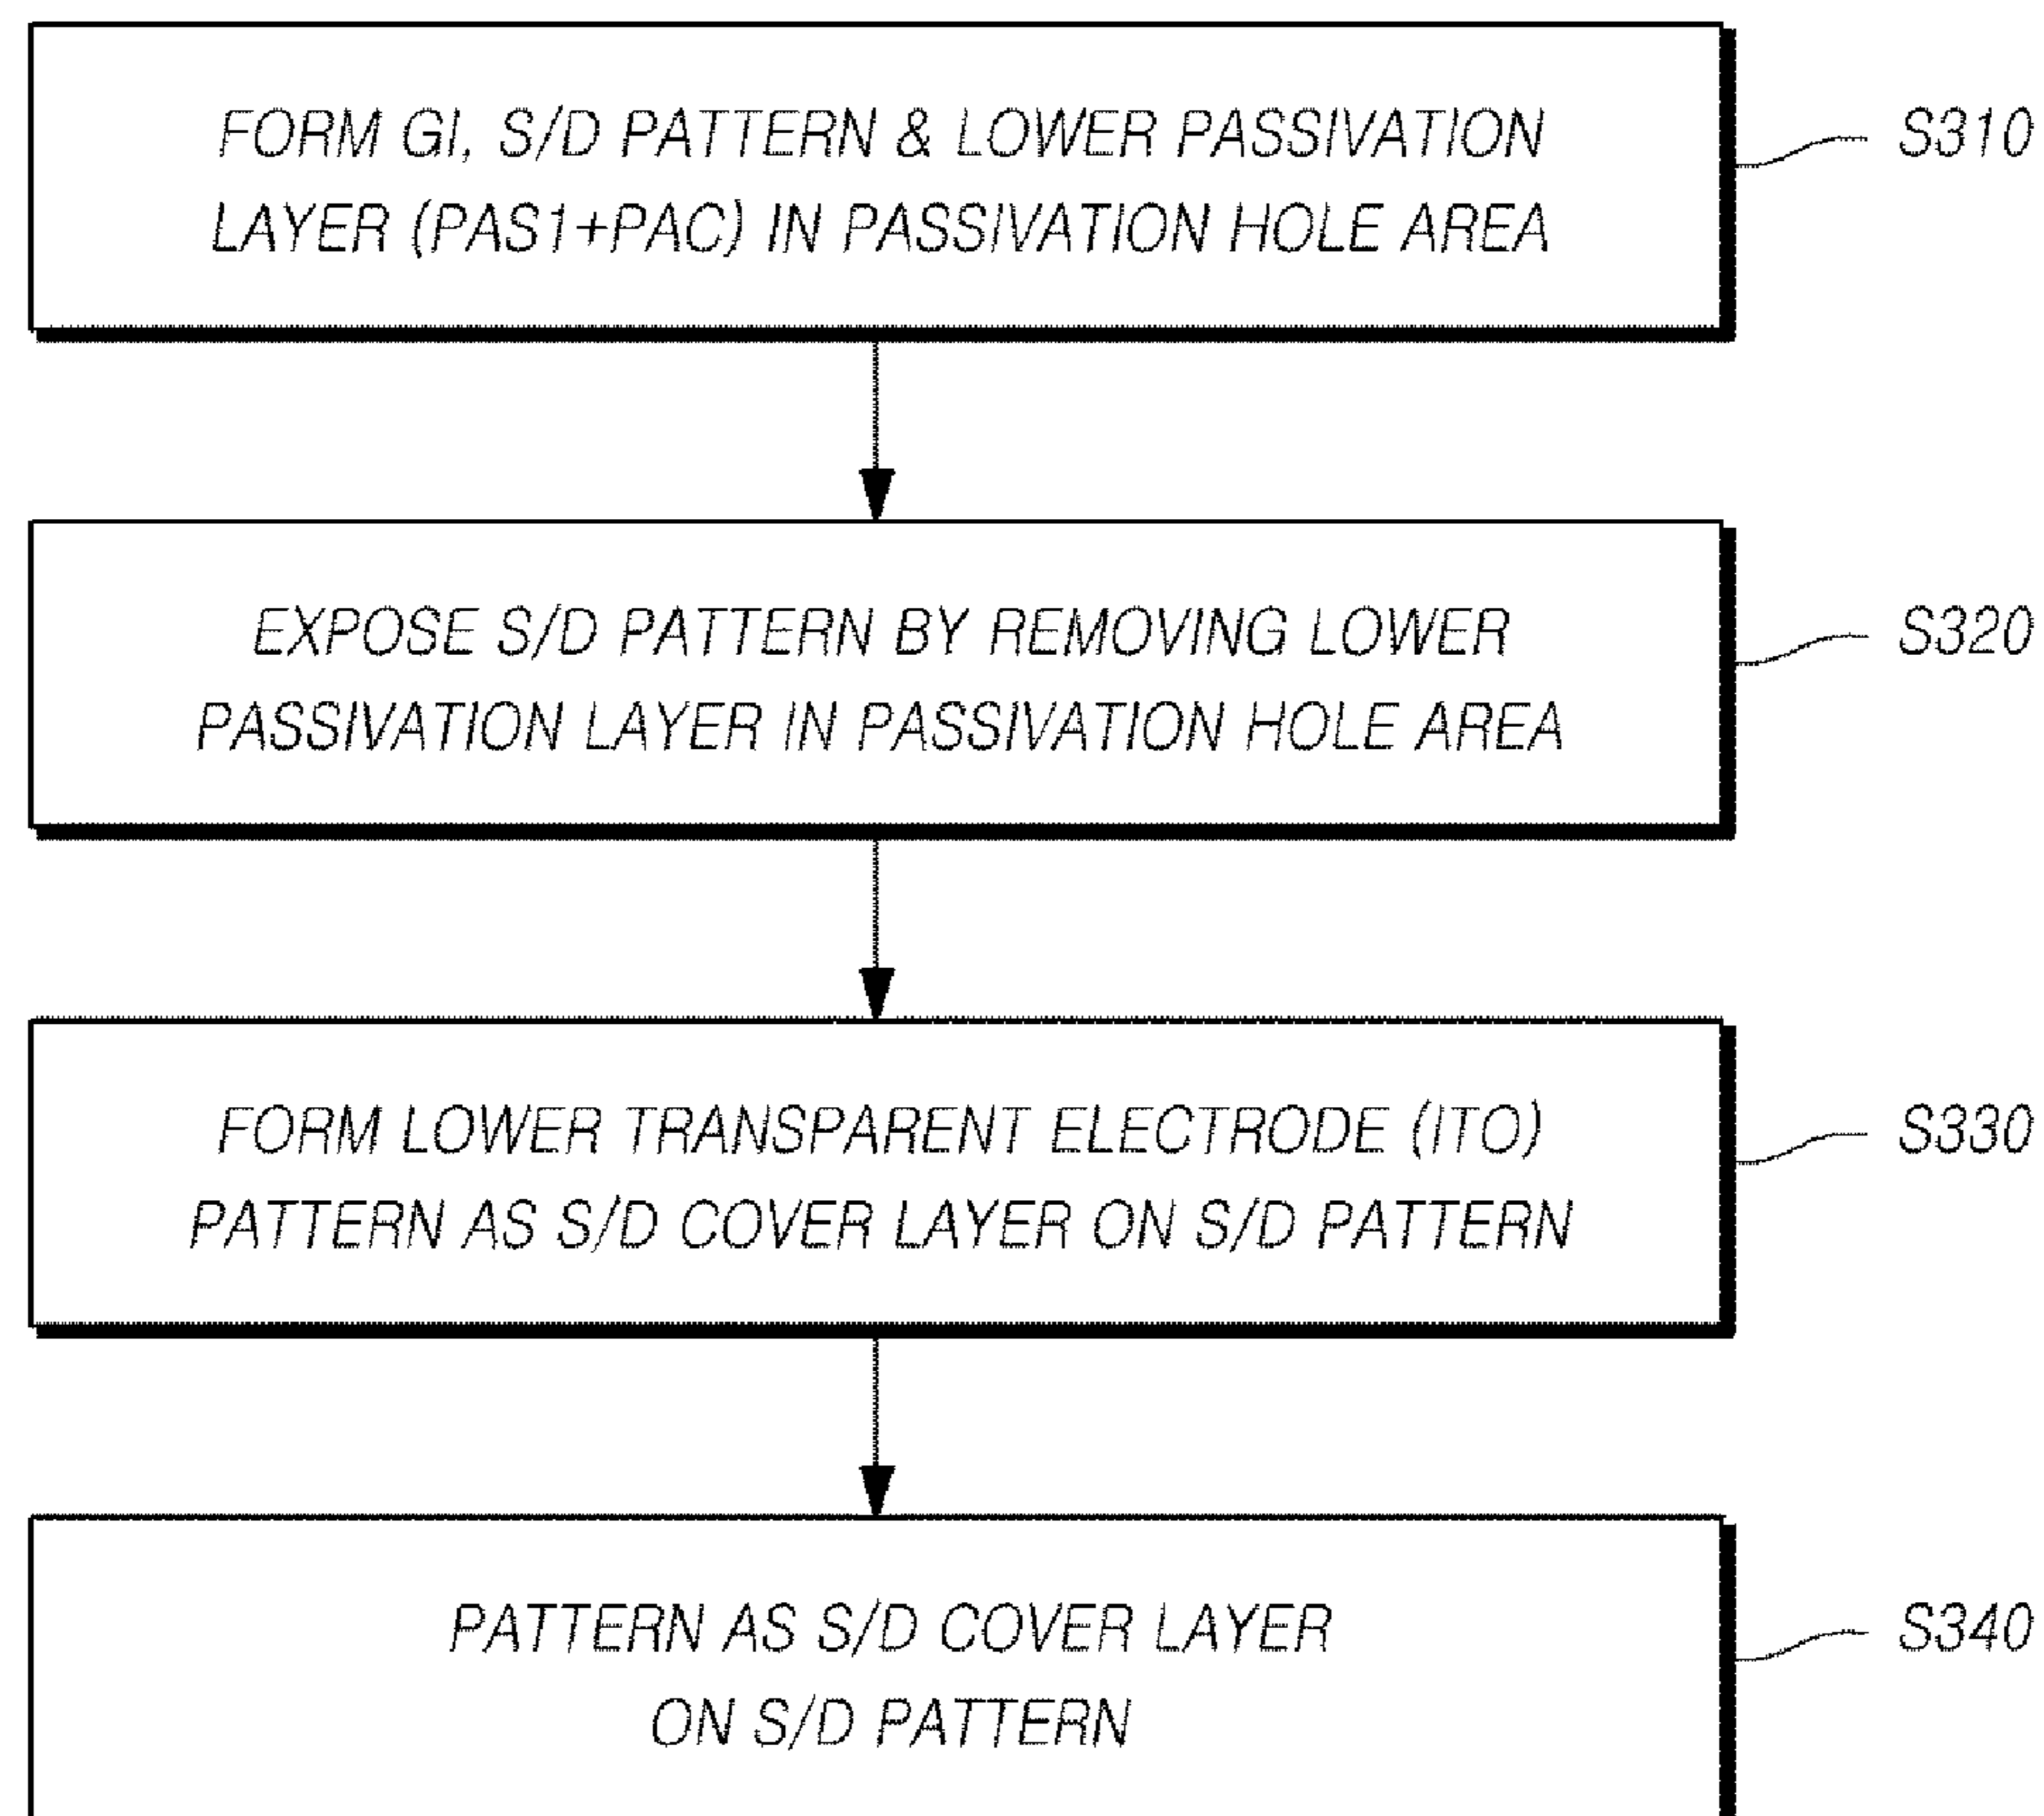 FORM GI, S/D PATTERN & LOWER PASSIVATION
LAYER (PAS1+PAC) IN PASSIVATION HOLE AREA
S310
EXPOSE S/D PATTERN BY REMOVING LOWER
PASSIVATION LAYER IN PASSIVATION HOLE AREA
S320
FORM LOWER TRANSPARENT ELECTRODE (ITO)
PATTERN AS S/D COVER LAYER ON S/D PATTERN
S330
PATTERN AS S/D COVER LAYER
ON S/D PATTERN
S340